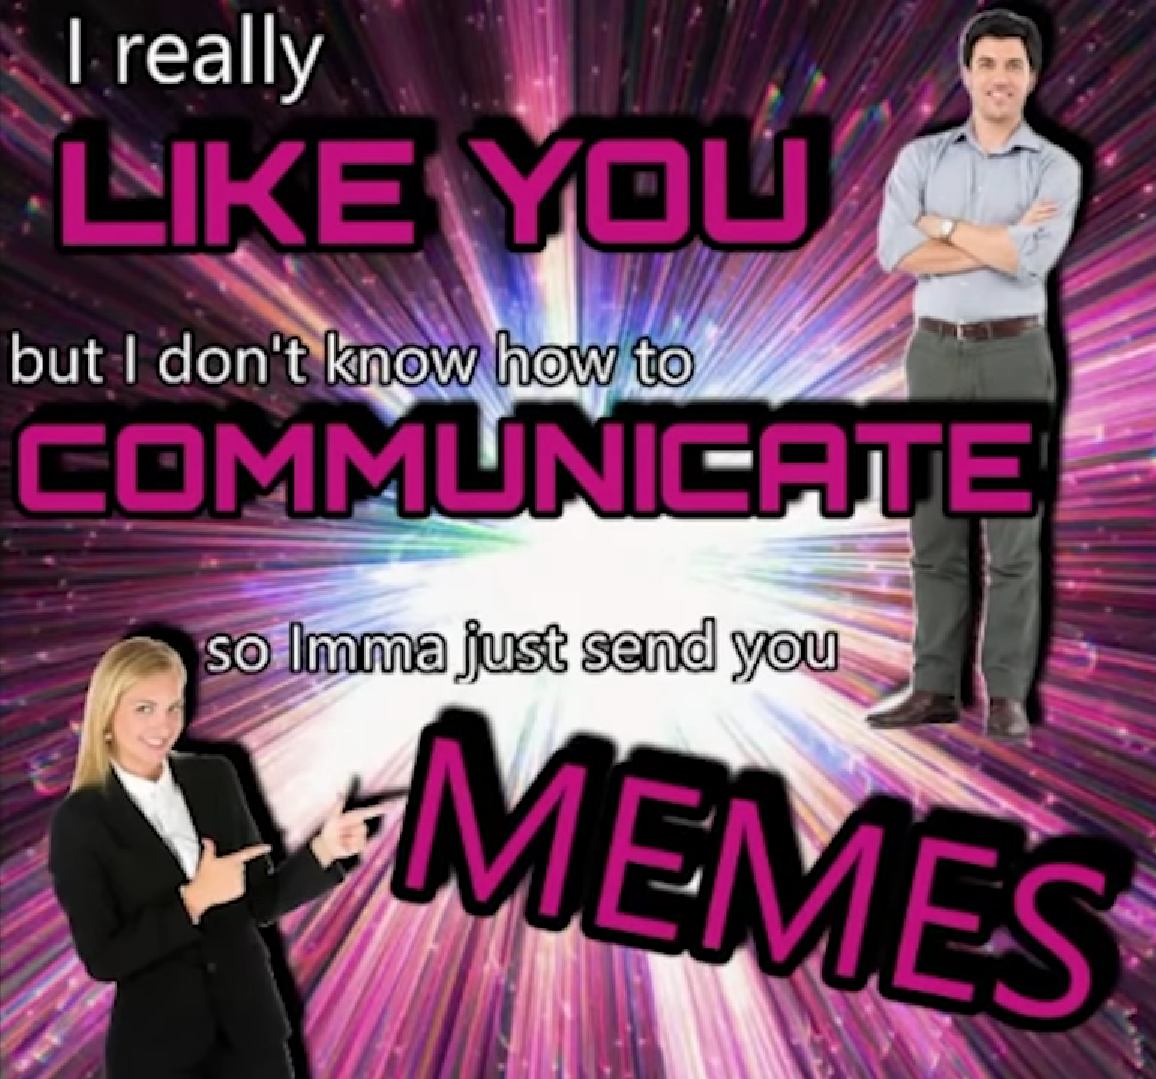 I really
LIKE YOU
but I don't know how to
COMMUNICATE
so Imma just send you
MEMES